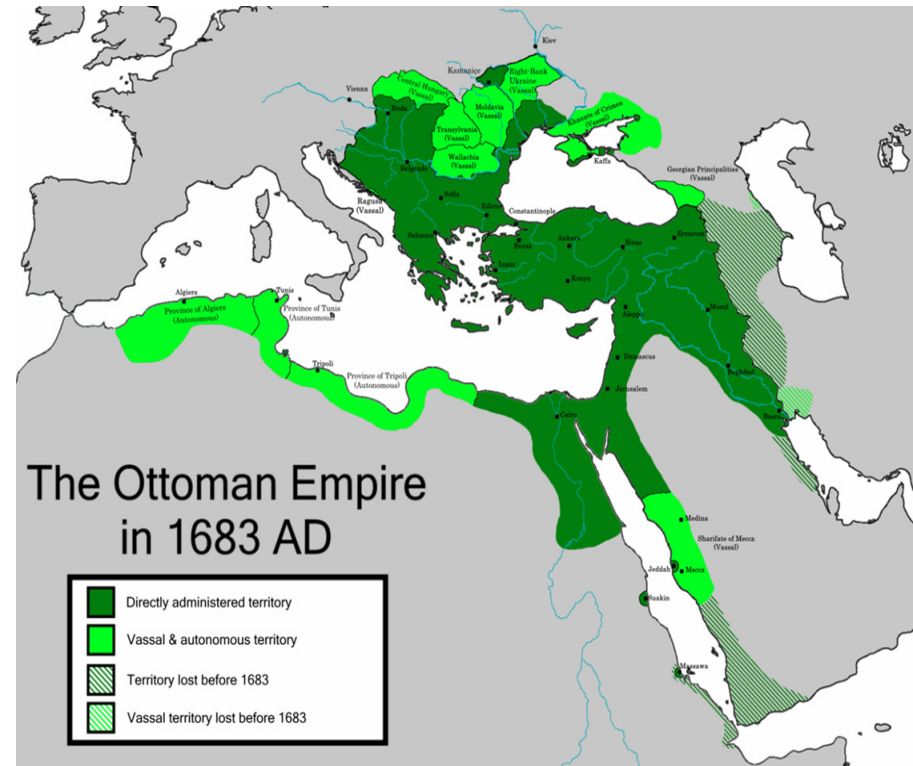 Kiev
Kamaniçe
Right-Bank
Ukraine
(Vassal)
Central Hungary
(Vassal)
Vienna
Buda
Moldavia
(Vassal)
Khanate of Crimea
(Vassal)
Transylvania
(Vassal)
Wallachia
(Vassal)
Kaffa
Belgrade
Georgian Principalities
(Vassal)
Ragusa
(Vassal)
Sofia
Edirne
Constantinople
Salonica
Bursa
Ankara
Sivas
Erzurum
Izmir
Konya
Algiers
Province of Algiers
(Autonomous)
Tunis
Province of Tunis
(Autonomous)
Aleppo
Mosul
Tripoli
Province of Tripoli
(Autonomous)
Damascus
Baghdad
Jerusalem
Cairo
Basra
The Ottoman Empire
in 1683 AD
Medina
Sharifate of Mecca
(Vassal)
Jeddah
Mecca
Suakin
Massawa
Directly administered territory
Vassal & autonomous territory
Territory lost before 1683
Vassal territory lost before 1683